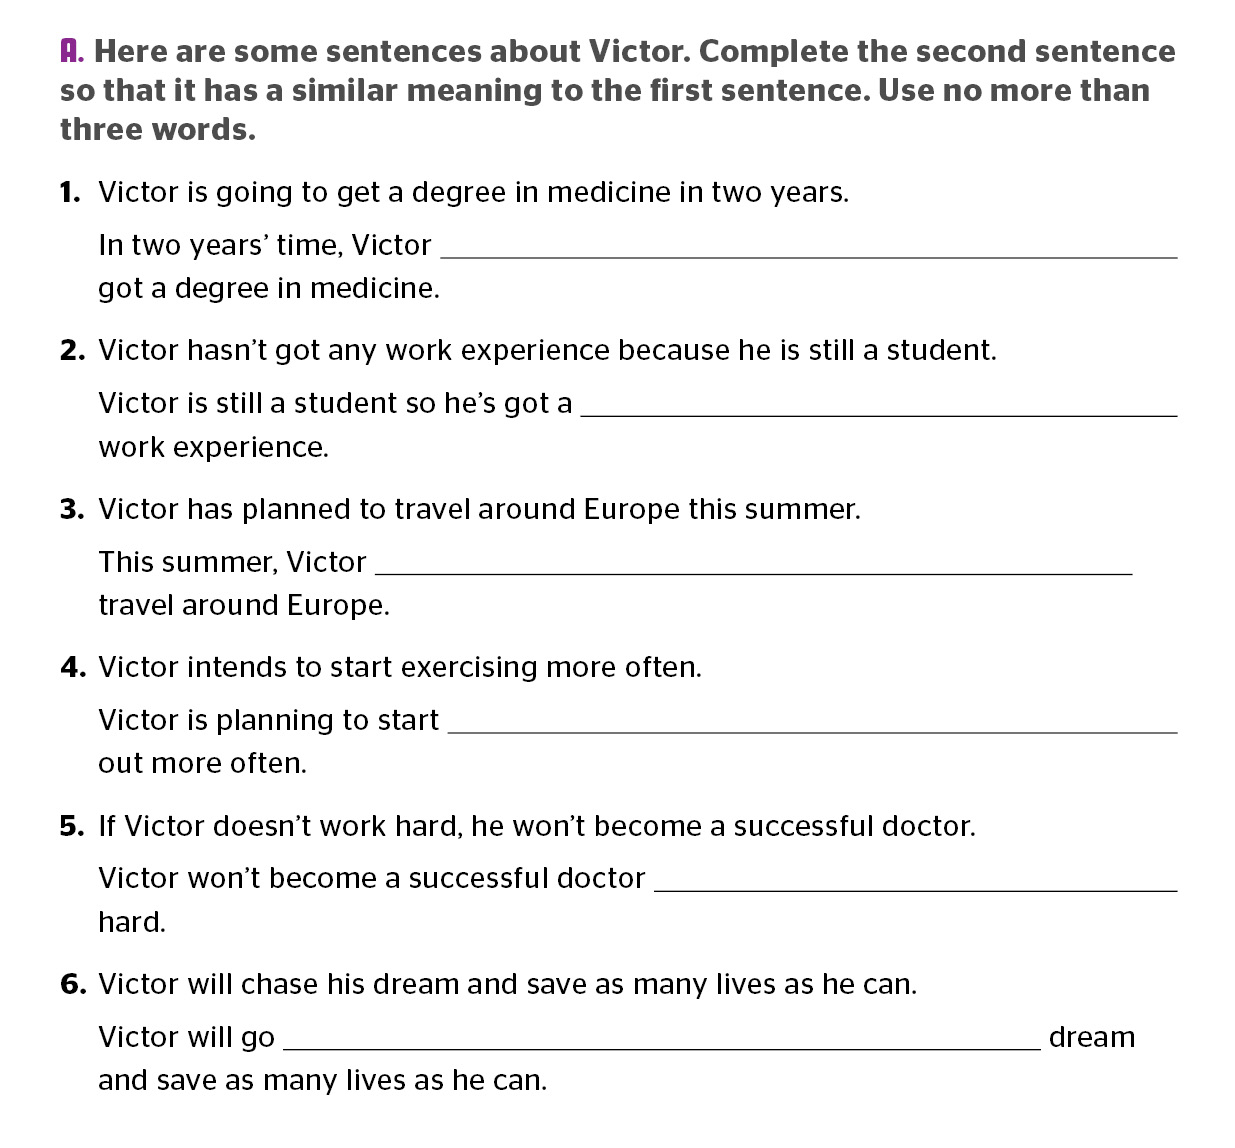 A. Here are some sentences about Victor. Complete the second sentence
so that it has a similar meaning to the first sentence. Use no more than
three words.
1. Victor is going to get a degree in medicine in two years.
In two years’ time, Victor
got a degree in medicine.
2. Victor hasn’t got any work experience because he is still a student.
Victor is still a student so he’s got a
work experience.
3. Victor has planned to travel around Europe this summer.
This summer, Victor
travel around Europe.
4. Victor intends to start exercising more often.
Victor is planning to start
out more often.
5. If Victor doesn’t work hard, he won’t become a successful doctor.
Victor won’t become a successful doctor
hard.
6. Victor will chase his dream and save as many lives as he can.
Victor will go ______ dream
and save as many lives as he can.